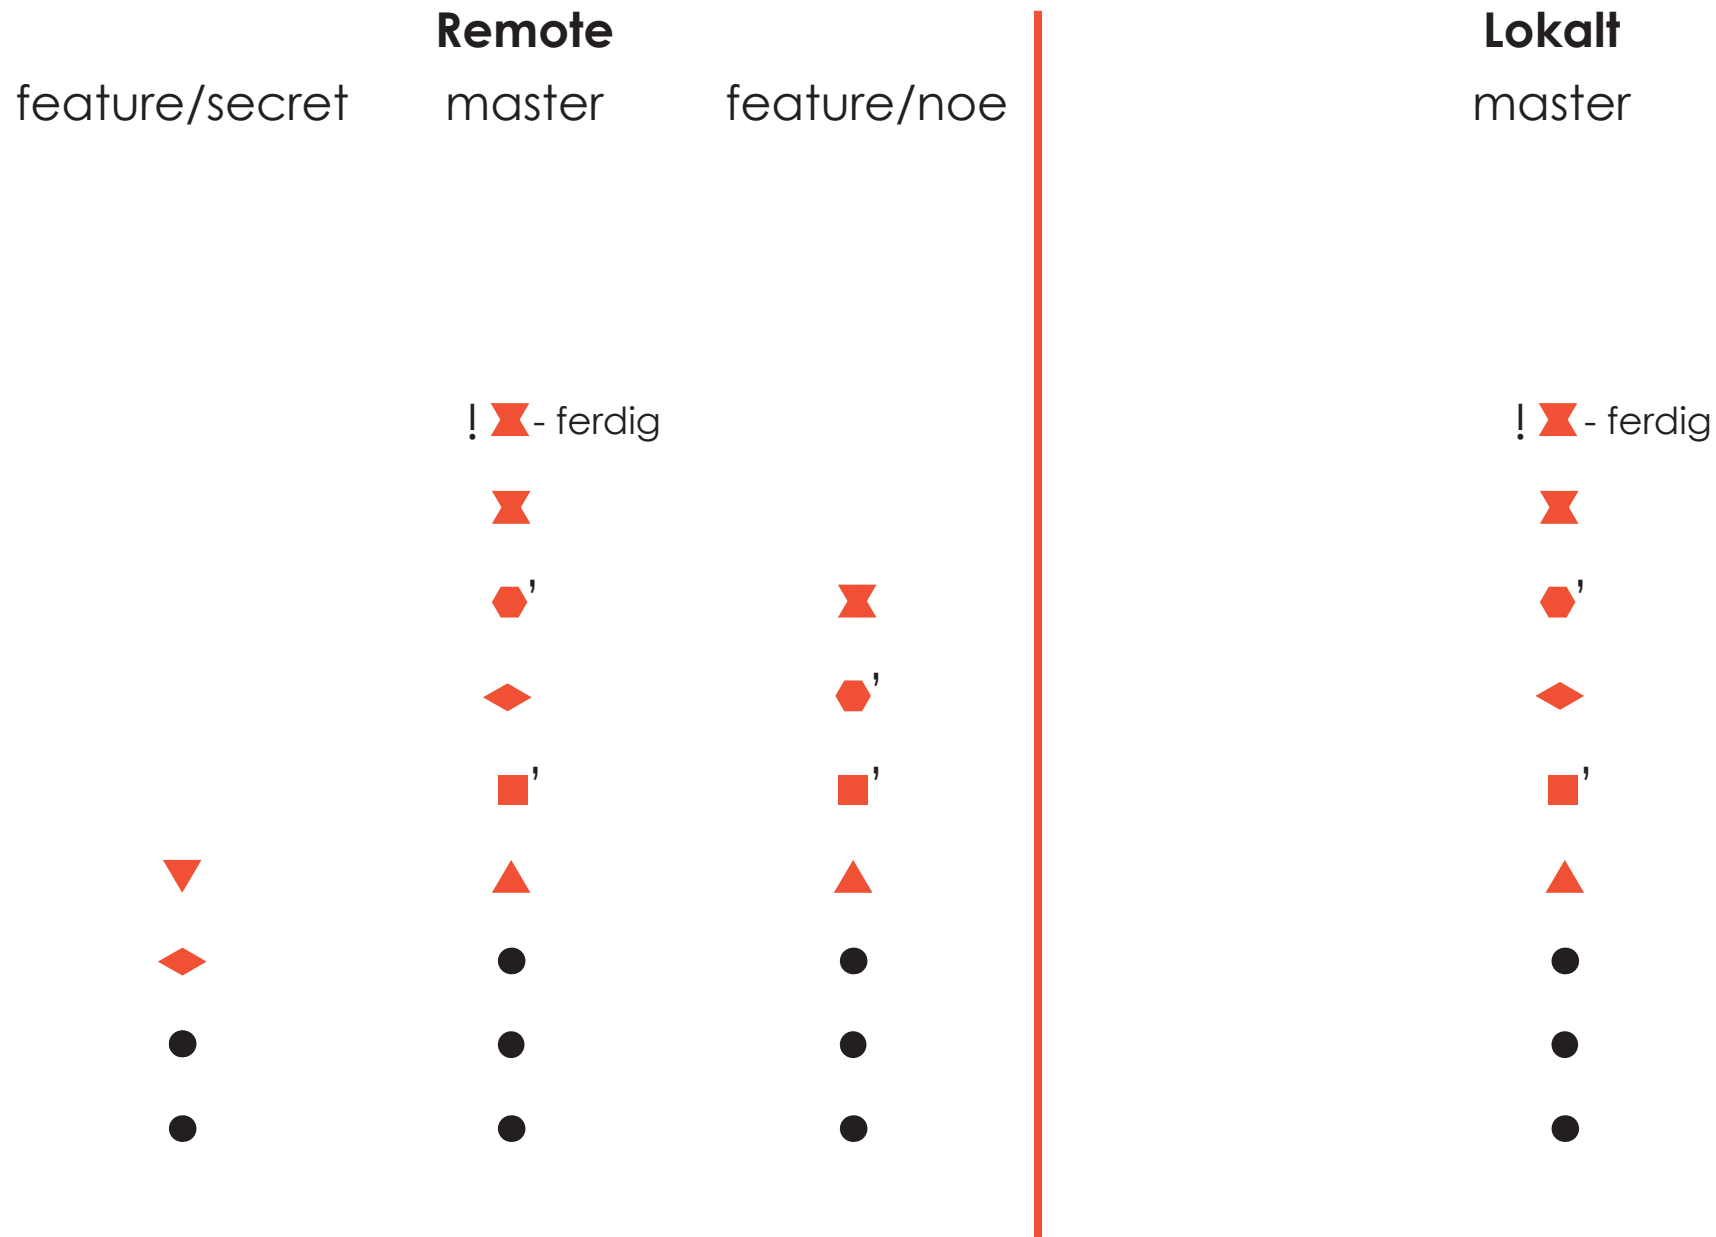 Remote
Lokalt
feature/secret master feature/noe
master
! - ferdig
! - ferdig
’
’
’
’
’
’